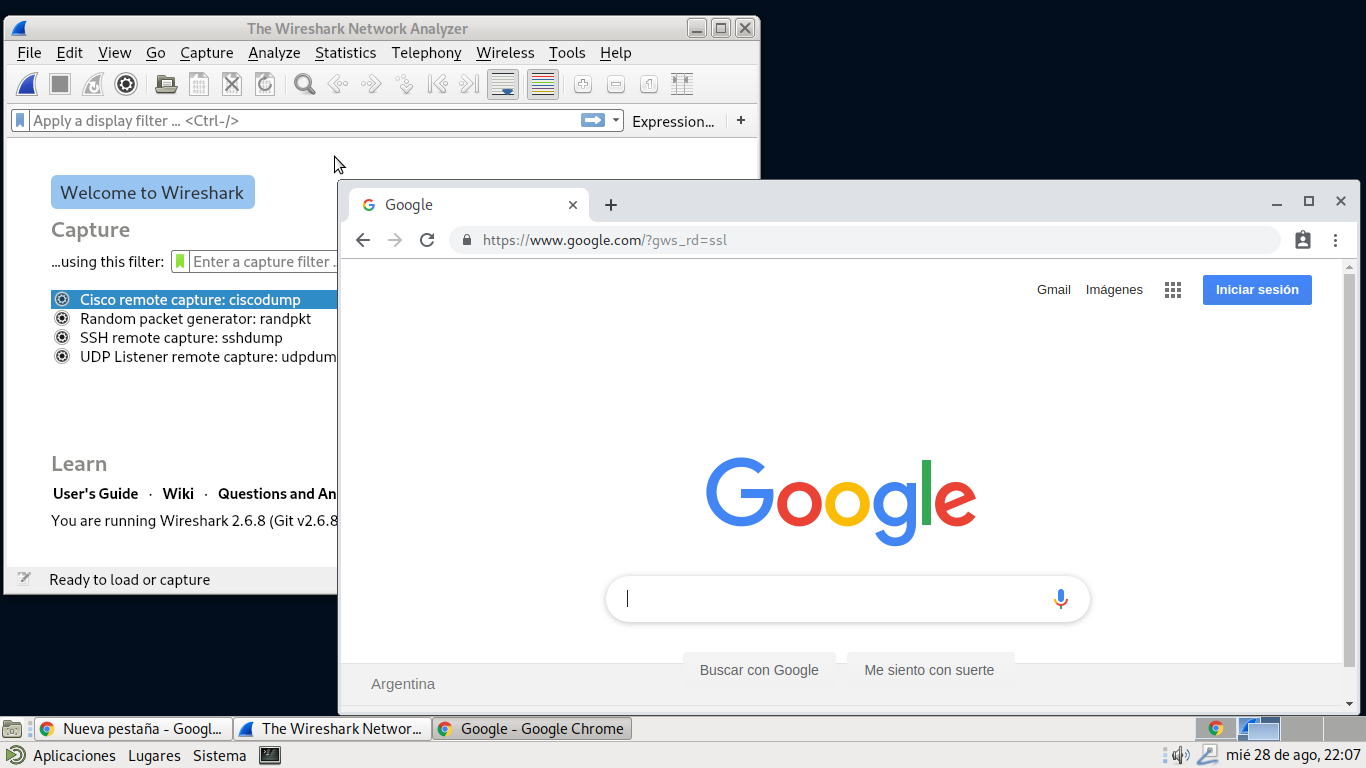 The Wireshark Network Analyzer
File Edit View Go Capture Analyze Statistics Telephony Wireless Tools Help
Apply a display filter ... <Ctrl-/>
Expression... +
Welcome to Wireshark
Capture
...using this filter: Enter a capture filter .
Cisco remote capture: ciscodump
Random packet generator: randpkt
SSH remote capture: sshdump
UDP Listener remote capture: udpdum
Learn
User's Guide · Wiki · Questions and An
You are running Wireshark 2.6.8 (Git v2.6.8
Ready to load or capture
Google
https://www.google.com/?gws_rd=ssl
Gmail Imágenes Iniciar sesión
Google
Buscar con Google Me siento con suerte
Argentina
Nueva pestaña - Googl... The Wireshark Networ... Google - Google Chrome
Aplicaciones Lugares Sistema mié 28 de ago, 22:07